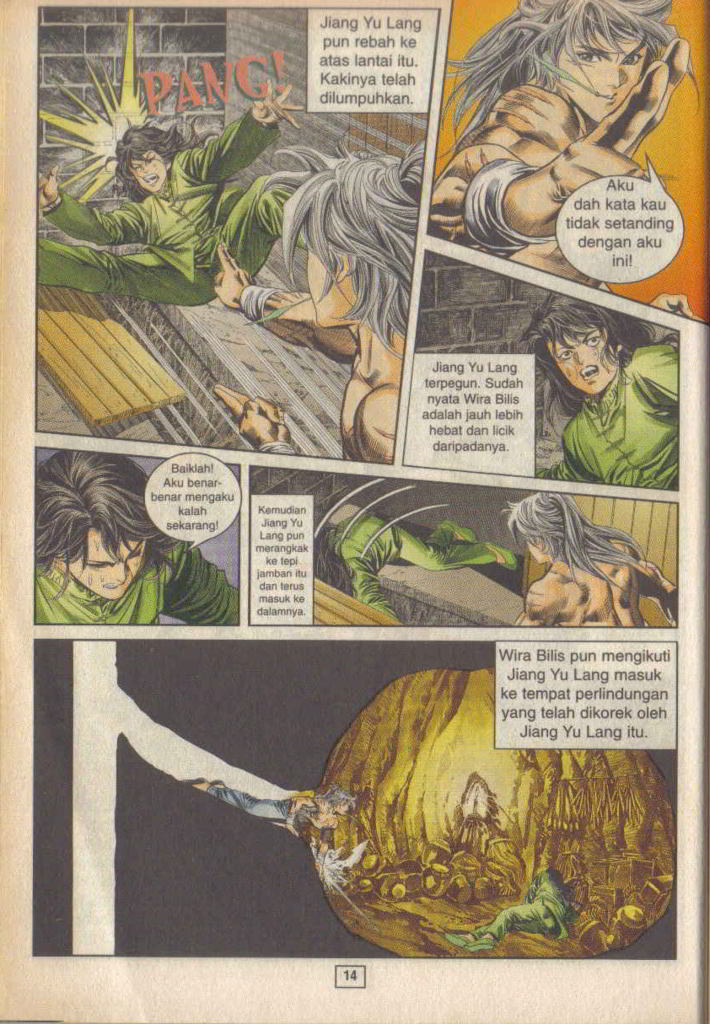 PANG!
Jiang Yu Lang
pun rebah ke
atas lantai itu.
Kakinya telah
dilumpuhkan.
Aku
dah kata kau
tidak setanding
dengan aku
ini!
Jiang Yu Lang
terpegun. Sudah
nyata Wira Bilis
adalah jauh lebih
hebat dan licik
daripadanya.
Baiklah!
Aku benar-
benar mengaku
kalah
sekarang!
Kemudian
Jiang Yu
Lang pun
merangkak
ke tepi
jamban itu
dan terus
masuk ke
dalamnya.
Wira Bilis pun mengikuti
Jiang Yu Lang masuk
ke tempat perlindungan
yang telah dikorek oleh
Jiang Yu Lang itu.
14